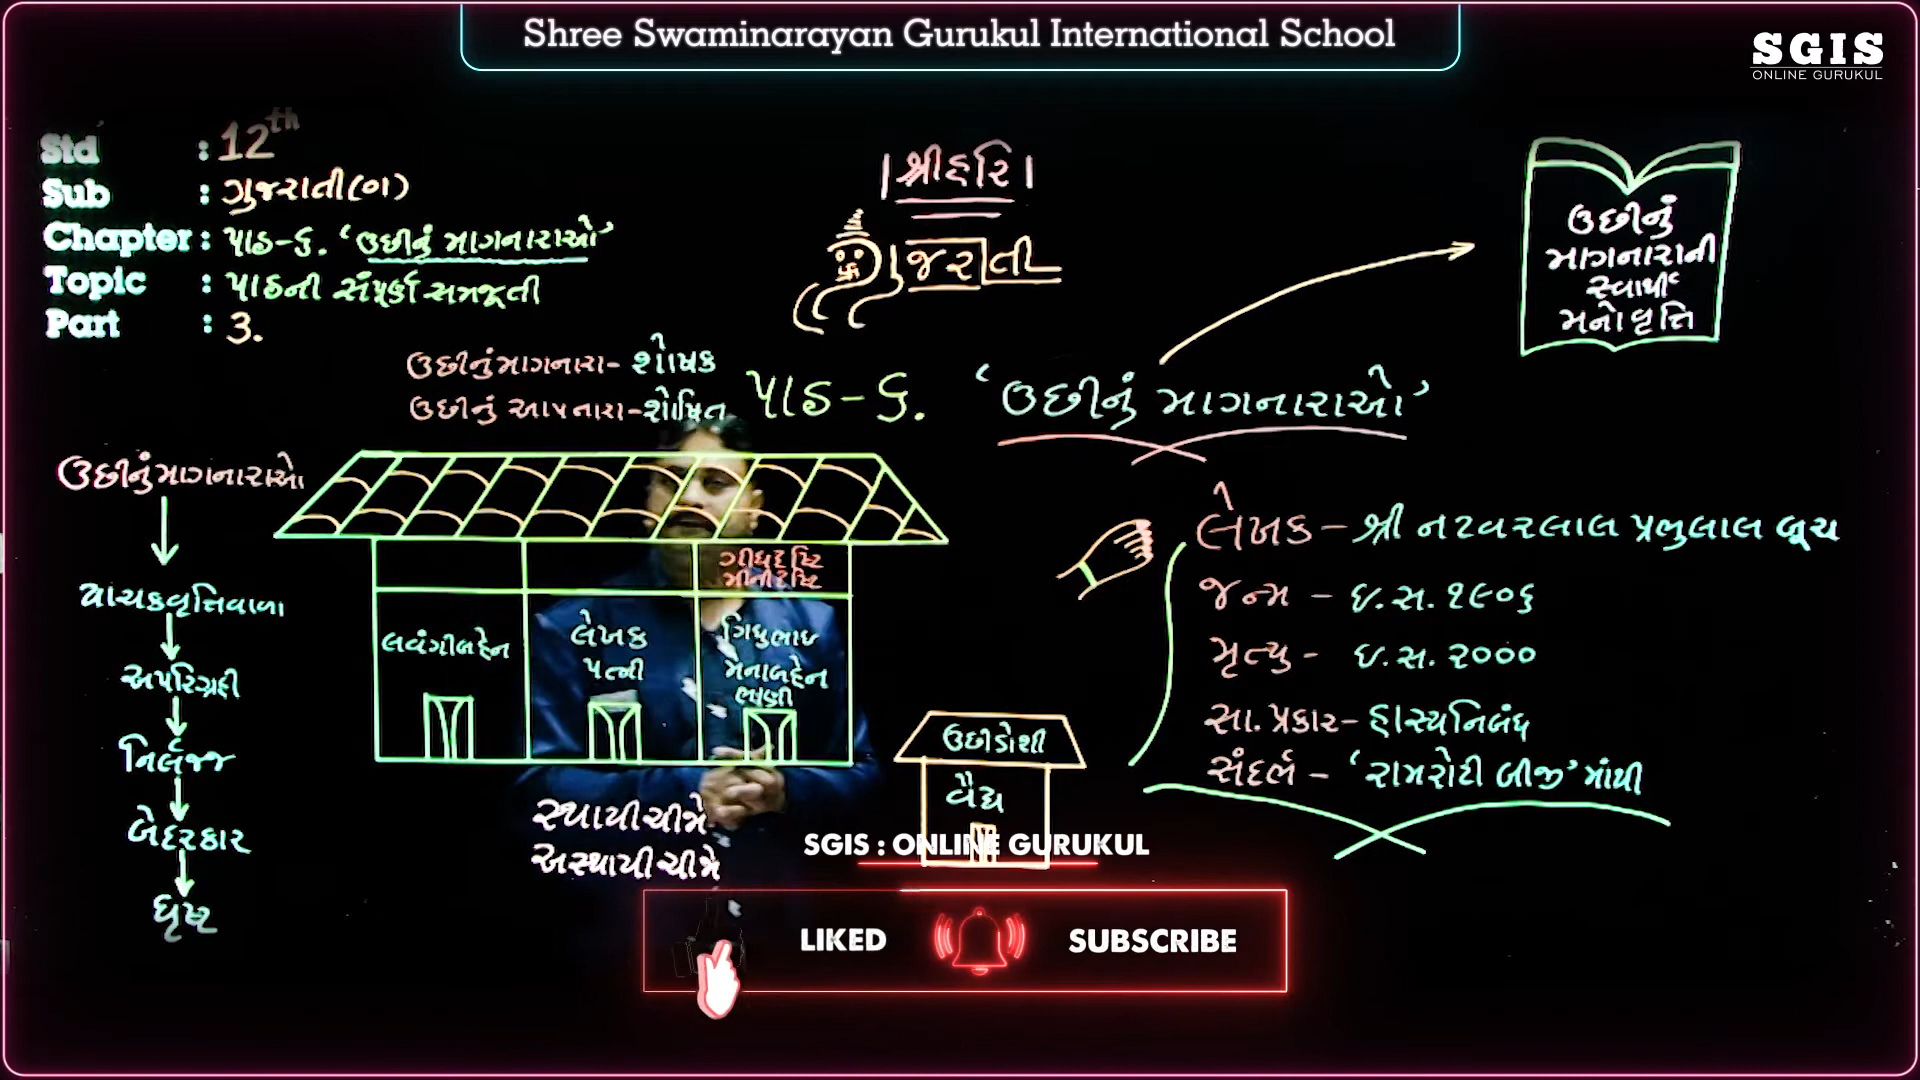 Shree Swaminarayan Gurukul International School
SGIS
ONLINE GURUKUL
Std : 12th
Sub : ગુજરાતી(૦૧)
Chapter : પાઠ-૬. ‘ઉછીનું માગનારાઓ’
Topic : પાઠની સંપૂર્ણ સમજૂતી
Part : 3.
|શ્રીહરિ|
ગુજરાતી
ઉછીનું
માગનારાની
સ્વાર્થી
મનોવૃત્તિ
ઉછીનું માગનારા- શોષક
ઉછીનું આપનારા-શોષિત
પાઠ-૬. ‘ઉછીનું માગનારાઓ’
ઉછીનું માગનારાઓ
યાચકવૃત્તિવાળા
અપરિગ્રહી
નિર્લજ્જ
બેદરકાર
ધૃષ્ટ
ગીધદૃષ્ટિ
મીનીદૃષ્ટિ
લવંગીબહેન
લેખક
પત્ની
ગિધુભાઇ
મેનાબહેન
ભાણી
સ્થાયી ચીજો
અસ્થાયી ચીજો
ઉછીડોશી
વૈદ્ય
લેખક - શ્રી નટવરલાલ પ્રભુલાલ બૂચ
જન્મ - ઇ.સ. ૧૯૦૬
મૃત્યુ - ઇ.સ. ૨૦૦૦
સા. પ્રકાર- હાસ્યનિબંધ
સંદર્ભ - ‘રામરોટી બીજી’ માંથી
SGIS : ONLINE GURUKUL
LIKED
SUBSCRIBE